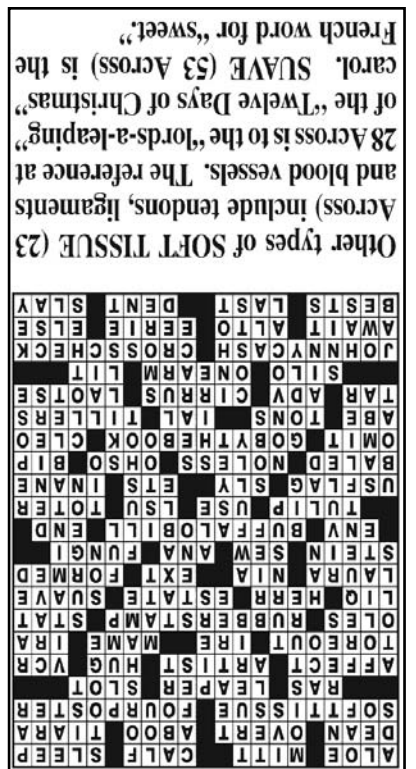 ALOE MITT CALF SLEEP
DEAN OVERT ABOO TIARA
SOFTTISSUE FOURPOSTER
RAS LEAPER SLOT
AFFECT ARTIST HUG VCR
TOREOUT IRE MAME IRA
OLES RUBBERSTAMP STAT
LIQ HERR ESTATE SUAVE
LAURA NIA EXT FORMED
STEIN SEW ANA FUNGI
ENV BUFFALOBILL END
TULIP USE LSU TOTER
USFLAG SLY ETS INANE
BALED NOLESS OHSO BIP
OMIT GOBYTHEBOOK CLEO
ABE TONS IAL TILLERS
TAR ADV CIRRUS LAOTSE
SILO ONEARM LIT
JOHNNYCASH CROSSCHECK
AWAIT ALTO EERIE ELSE
BESTS LAST DENT SLAY
Other types of SOFT TISSUE (23
Across) include tendons, ligaments
and blood vessels. The reference at
28 Across is to the “lords-a-leaping”
of the “Twelve Days of Christmas”
carol. SUAVE (53 Across) is the
French word for “sweet.”